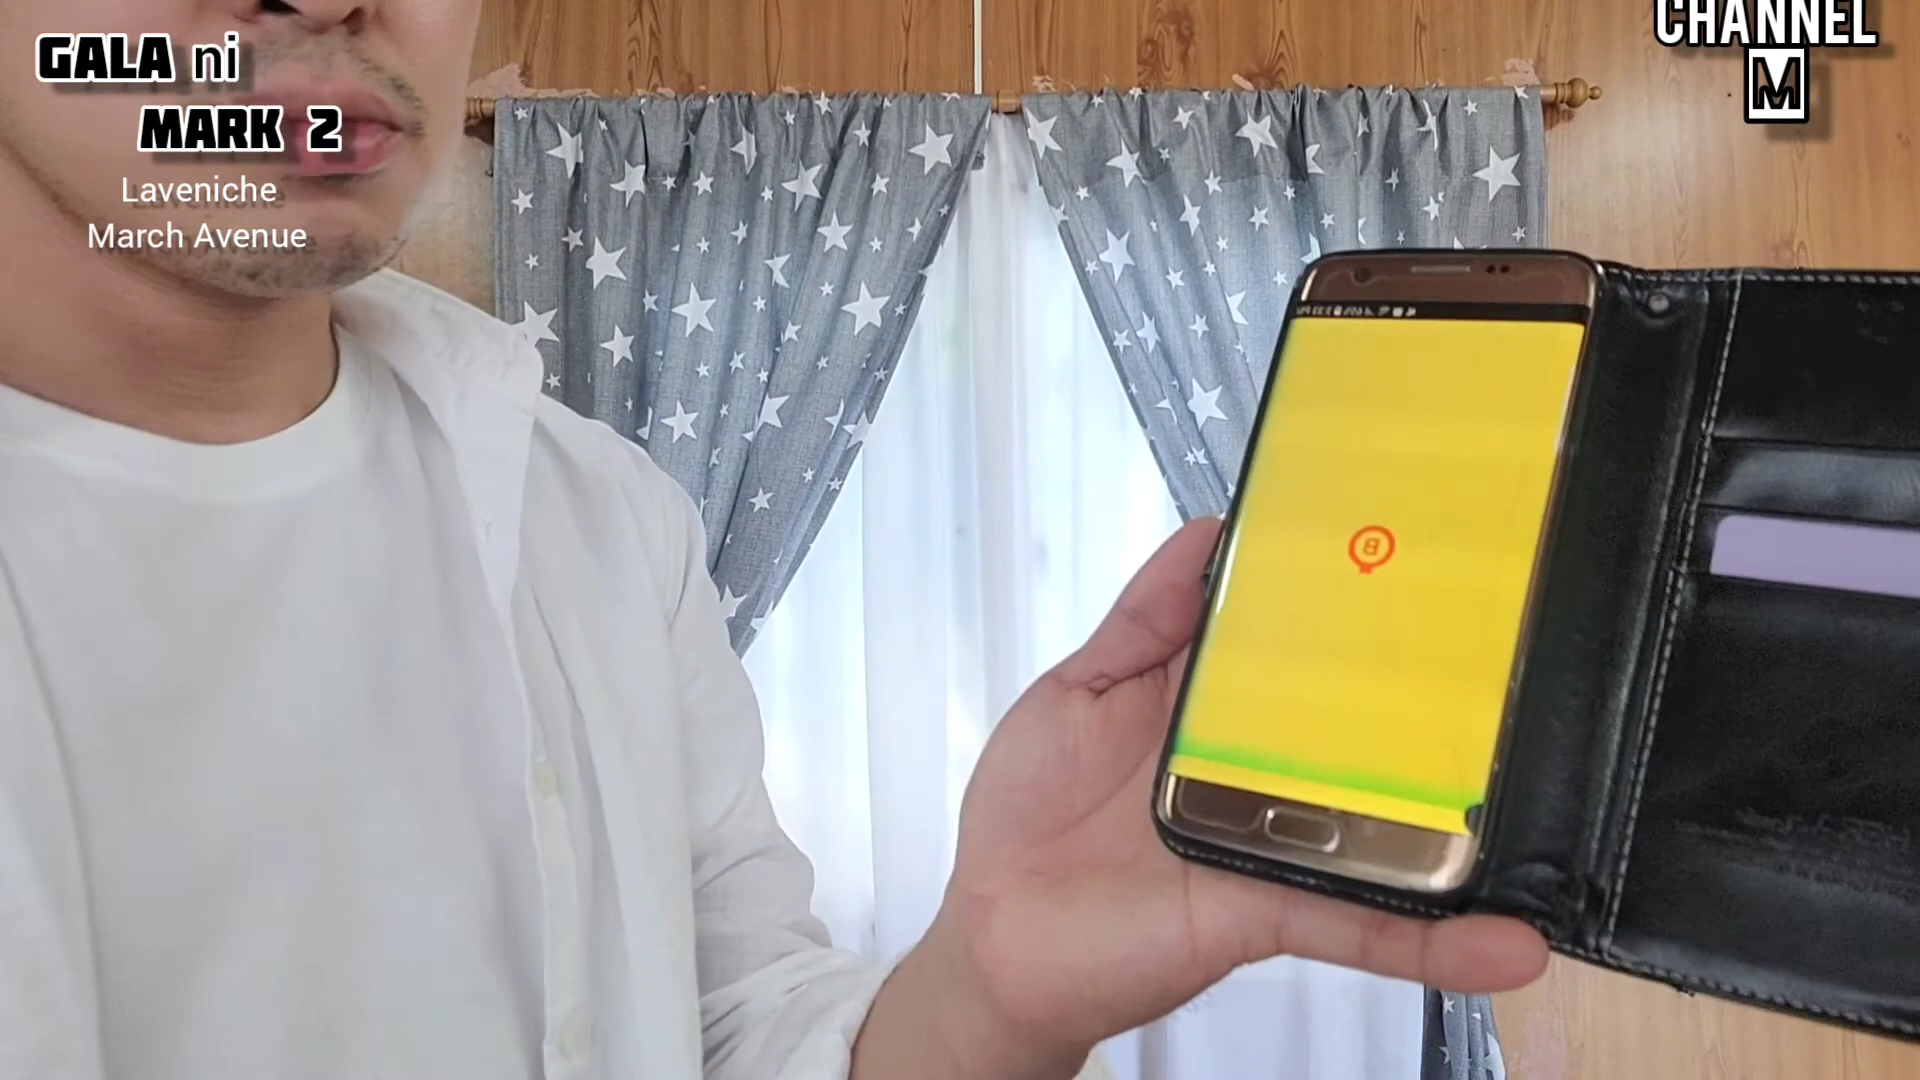 GALA ni
MARK 2
Laveniche
March Avenue
CHANNEL
M